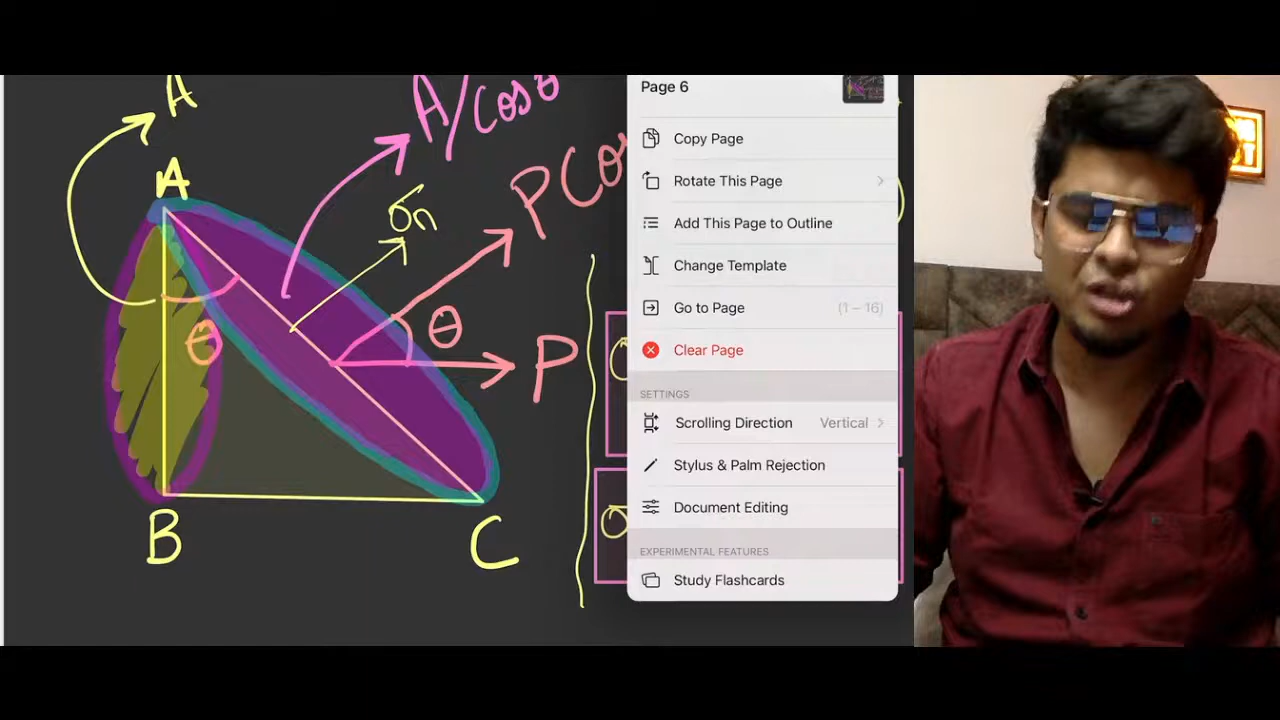 A
A/Cosθ
A
σn
P Cos
θ
θ
P
B
C
Page 6
Copy Page
Rotate This Page
Add This Page to Outline
Change Template
Go to Page (1 – 16)
Clear Page
SETTINGS
Scrolling Direction Vertical
Stylus & Palm Rejection
Document Editing
EXPERIMENTAL FEATURES
Study Flashcards